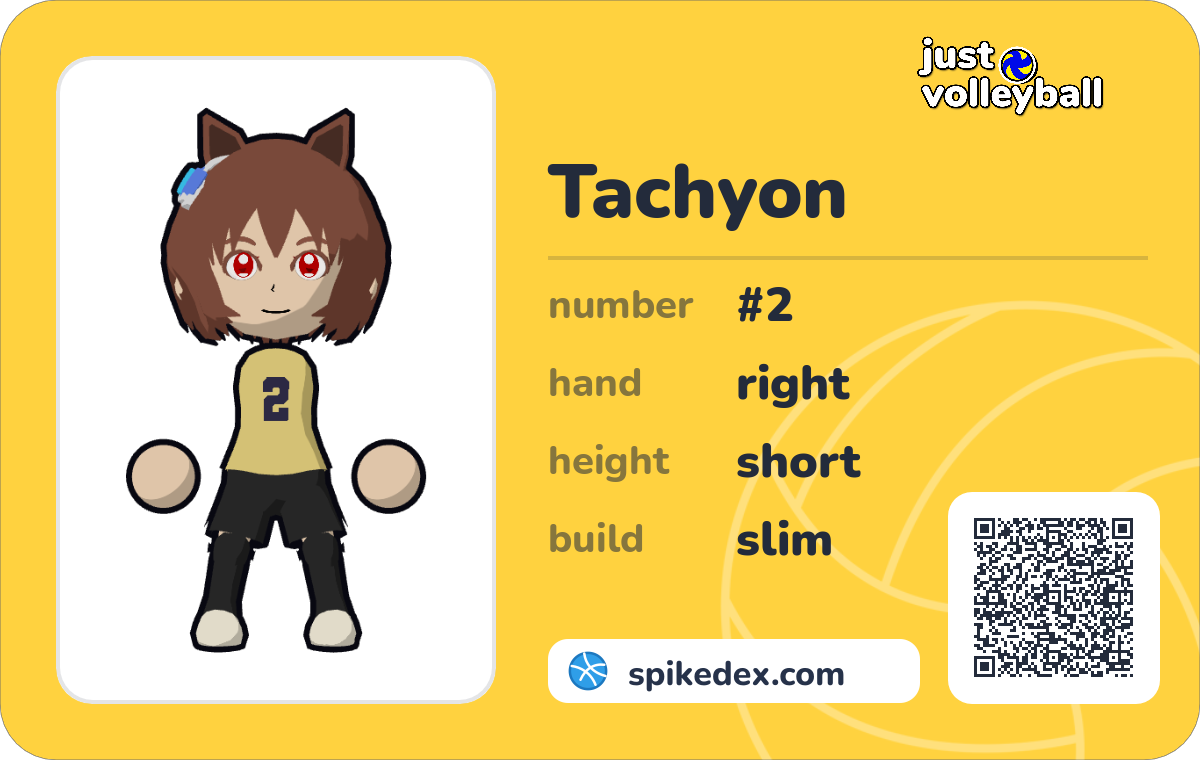 just
volleyball
Tachyon
number #2
hand right
height short
build slim
2
spikedex.com